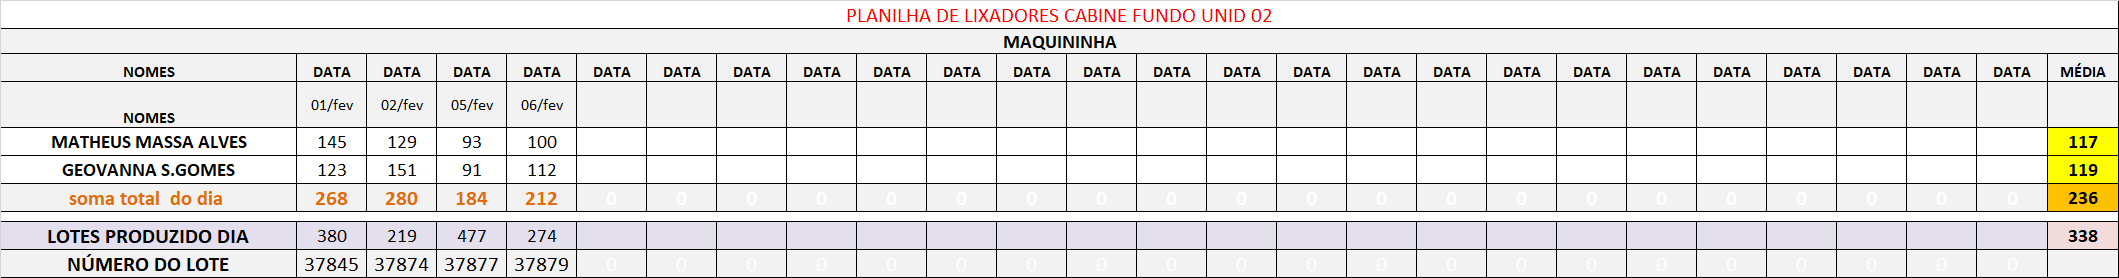 PLANILHA DE LIXADORES CABINE FUNDO UNID 02
MAQUININHA
NOMES DATA DATA DATA DATA DATA DATA DATA DATA DATA DATA DATA DATA DATA DATA DATA DATA DATA DATA DATA DATA DATA DATA DATA DATA DATA MÉDIA
NOMES 01/fev 02/fev 05/fev 06/fev
MATHEUS MASSA ALVES 145 129 93 100 117
GEOVANNA S.GOMES 123 151 91 112 119
soma total do dia 268 280 184 212 0 0 0 0 0 0 0 0 0 0 0 0 0 0 0 0 0 0 0 0 0 236
LOTES PRODUZIDO DIA 380 219 477 274 338
NÚMERO DO LOTE 37845 37874 37877 37879 0 0 0 0 0 0 0 0 0 0 0 0 0 0 0 0 0 0 0 0 0